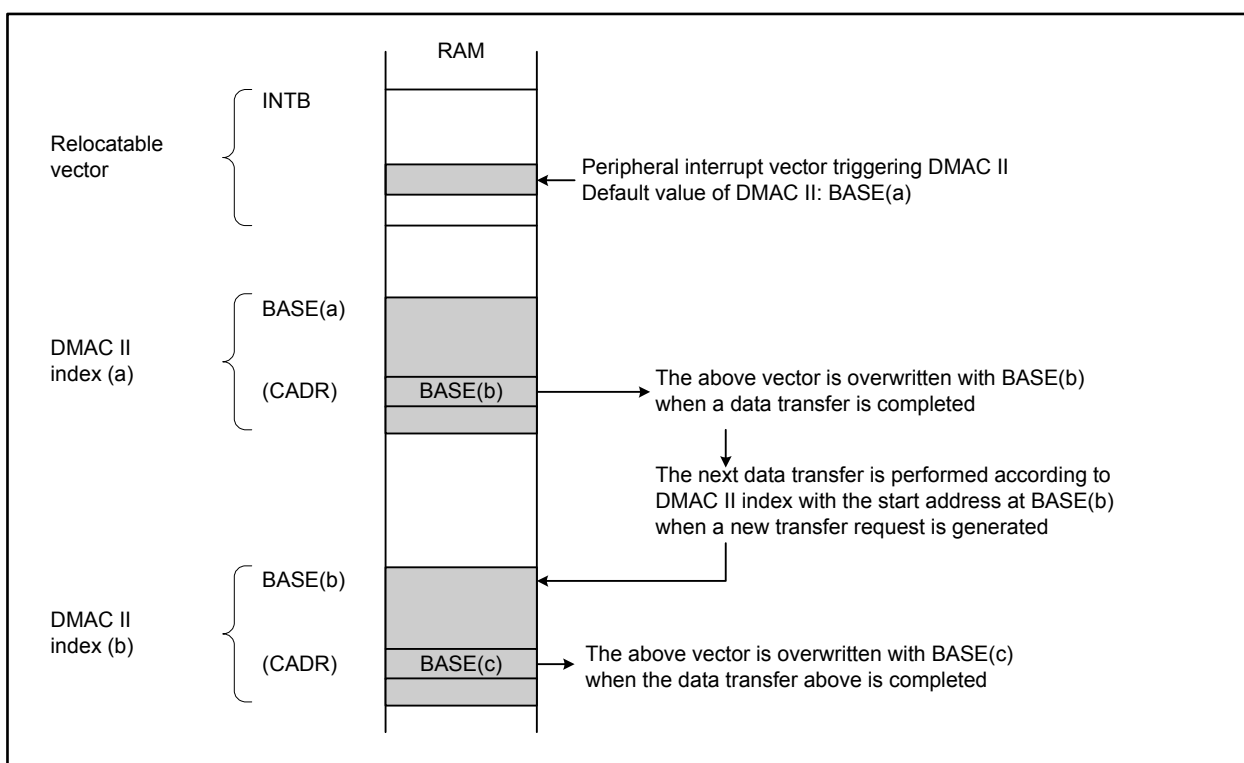 RAM
INTB
Relocatable
vector
Peripheral interrupt vector triggering DMAC II
Default value of DMAC II: BASE(a)
BASE(a)
DMAC II
index (a)
(CADR)
BASE(b)
The above vector is overwritten with BASE(b)
when a data transfer is completed
The next data transfer is performed according to
DMAC II index with the start address at BASE(b)
when a new transfer request is generated
BASE(b)
DMAC II
index (b)
(CADR)
BASE(c)
The above vector is overwritten with BASE(c)
when the data transfer above is completed